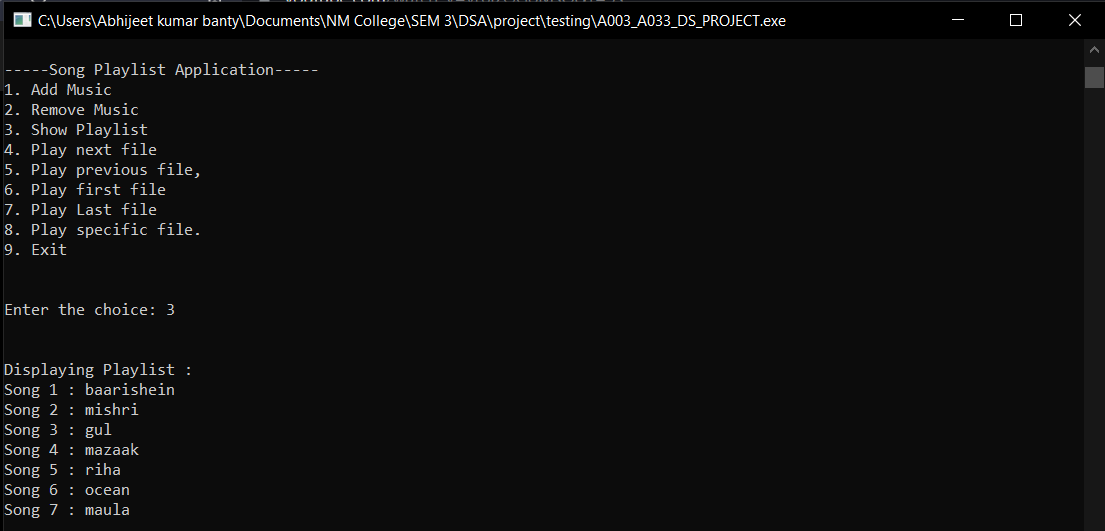 C:\Users\Abhijeet kumar banty\Documents\NM College\SEM 3\DSA\project\testing\A003_A033_DS_PROJECT.exe
-----Song Playlist Application-----
1. Add Music
2. Remove Music
3. Show Playlist
4. Play next file
5. Play previous file,
6. Play first file
7. Play Last file
8. Play specific file.
9. Exit
Enter the choice: 3
Displaying Playlist :
Song 1 : baarishein
Song 2 : mishri
Song 3 : gul
Song 4 : mazaak
Song 5 : riha
Song 6 : ocean
Song 7 : maula